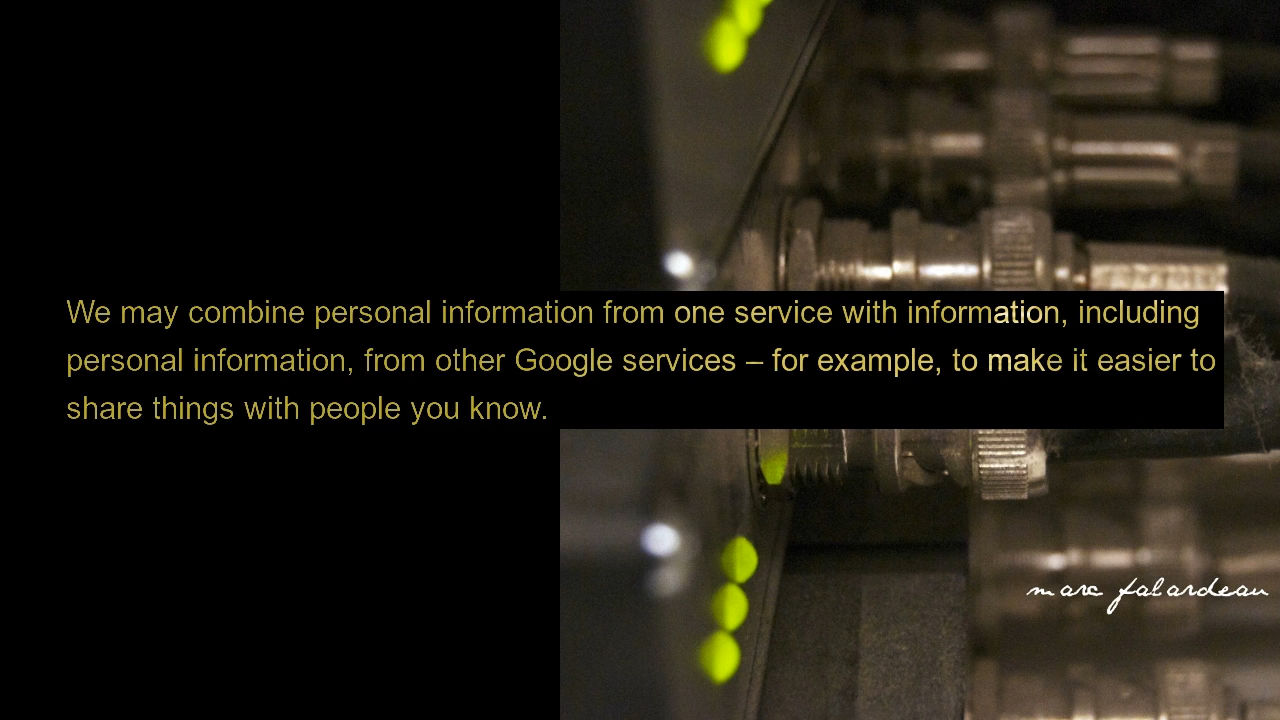 We may combine personal information from one service with information, including
personal information, from other Google services – for example, to make it easier to
share things with people you know.
marc falardeau